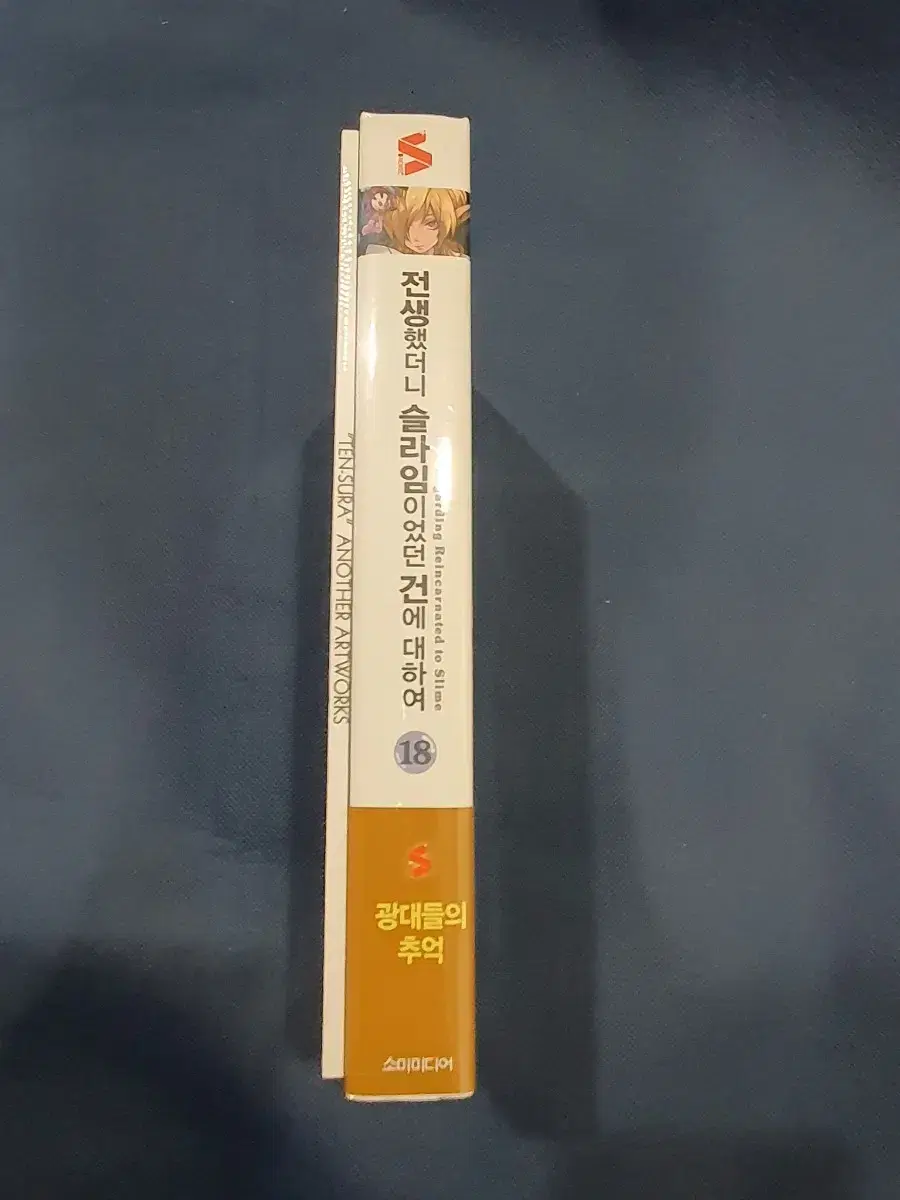 "TEN-SURA" ANOTHER ARTWORKS
전생했더니 슬라임이었던 건에 대하여
Reincarnated to Slime
18
광대들의
추억
소미미디어